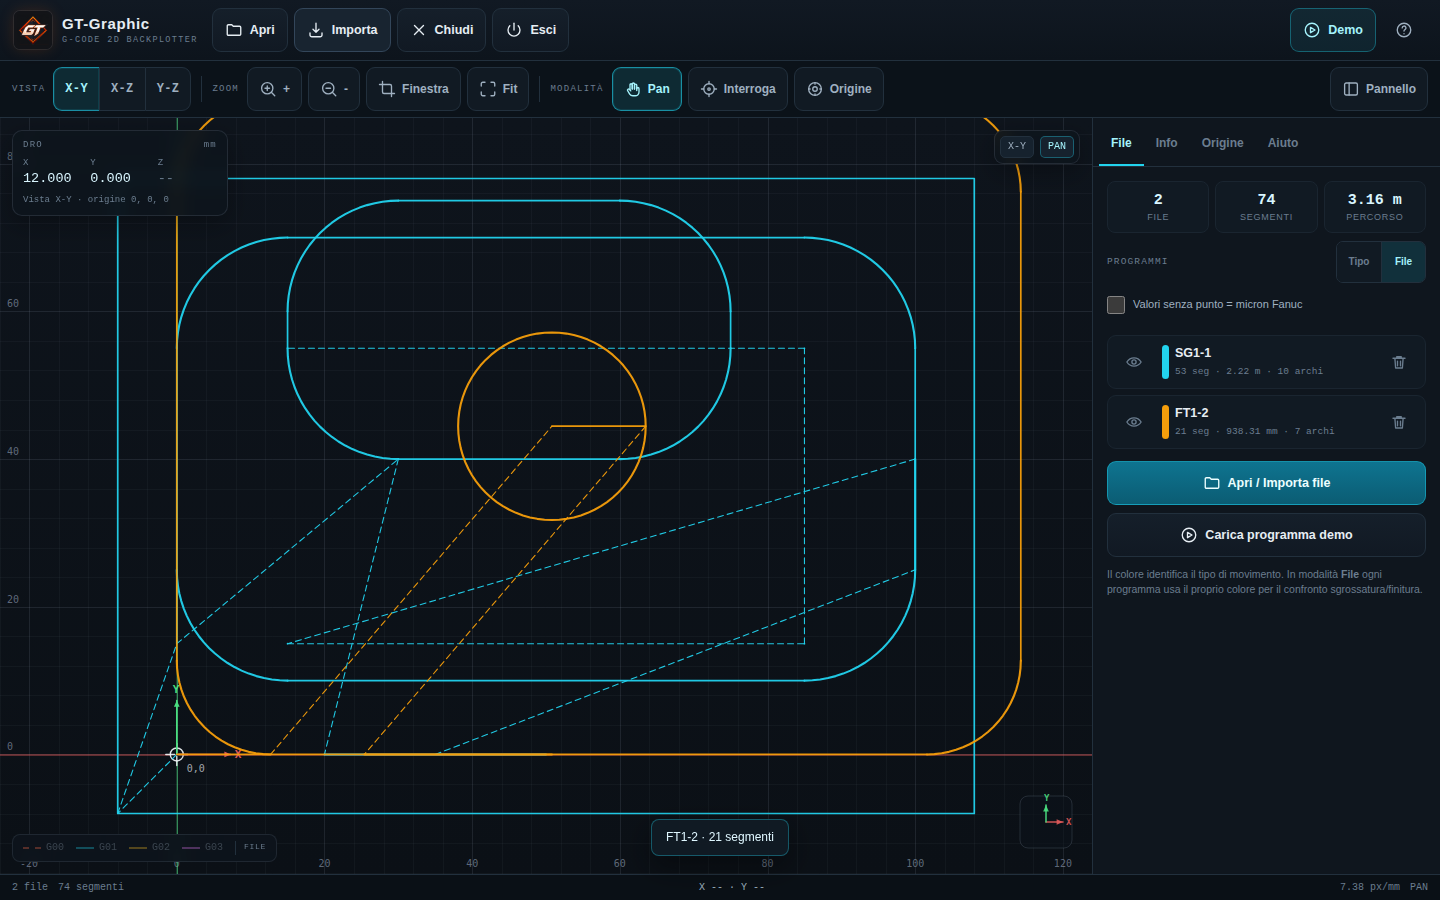 GT
GT-Graphic
G-CODE 2D BACKPLOTTER
Apri
Importa
Chiudi
Esci
Demo
VISTA
X-Y
X-Z
Y-Z
ZOOM
+
-
Finestra
Fit
MODALITÀ
Pan
Interroga
Origine
Pannello
DRO
mm
X
Y
Z
12.000
0.000
--
Vista X-Y · origine 0, 0, 0
X-Y
PAN
8
60
40
20
0
Y
X
0,0
-20
0
20
40
60
80
100
120
G00
G01
G02
G03
FILE
FT1-2 · 21 segmenti
Y
X
File
Info
Origine
Aiuto
2
FILE
74
SEGMENTI
3.16 m
PERCORSO
PROGRAMMI
Tipo
File
Valori senza punto = micron Fanuc
SG1-1
53 seg · 2.22 m · 10 archi
FT1-2
21 seg · 938.31 mm · 7 archi
Apri / Importa file
Carica programma demo
Il colore identifica il tipo di movimento. In modalità File ogni
programma usa il proprio colore per il confronto sgrossatura/finitura.
2 file
74 segmenti
X -- · Y --
7.38 px/mm
PAN